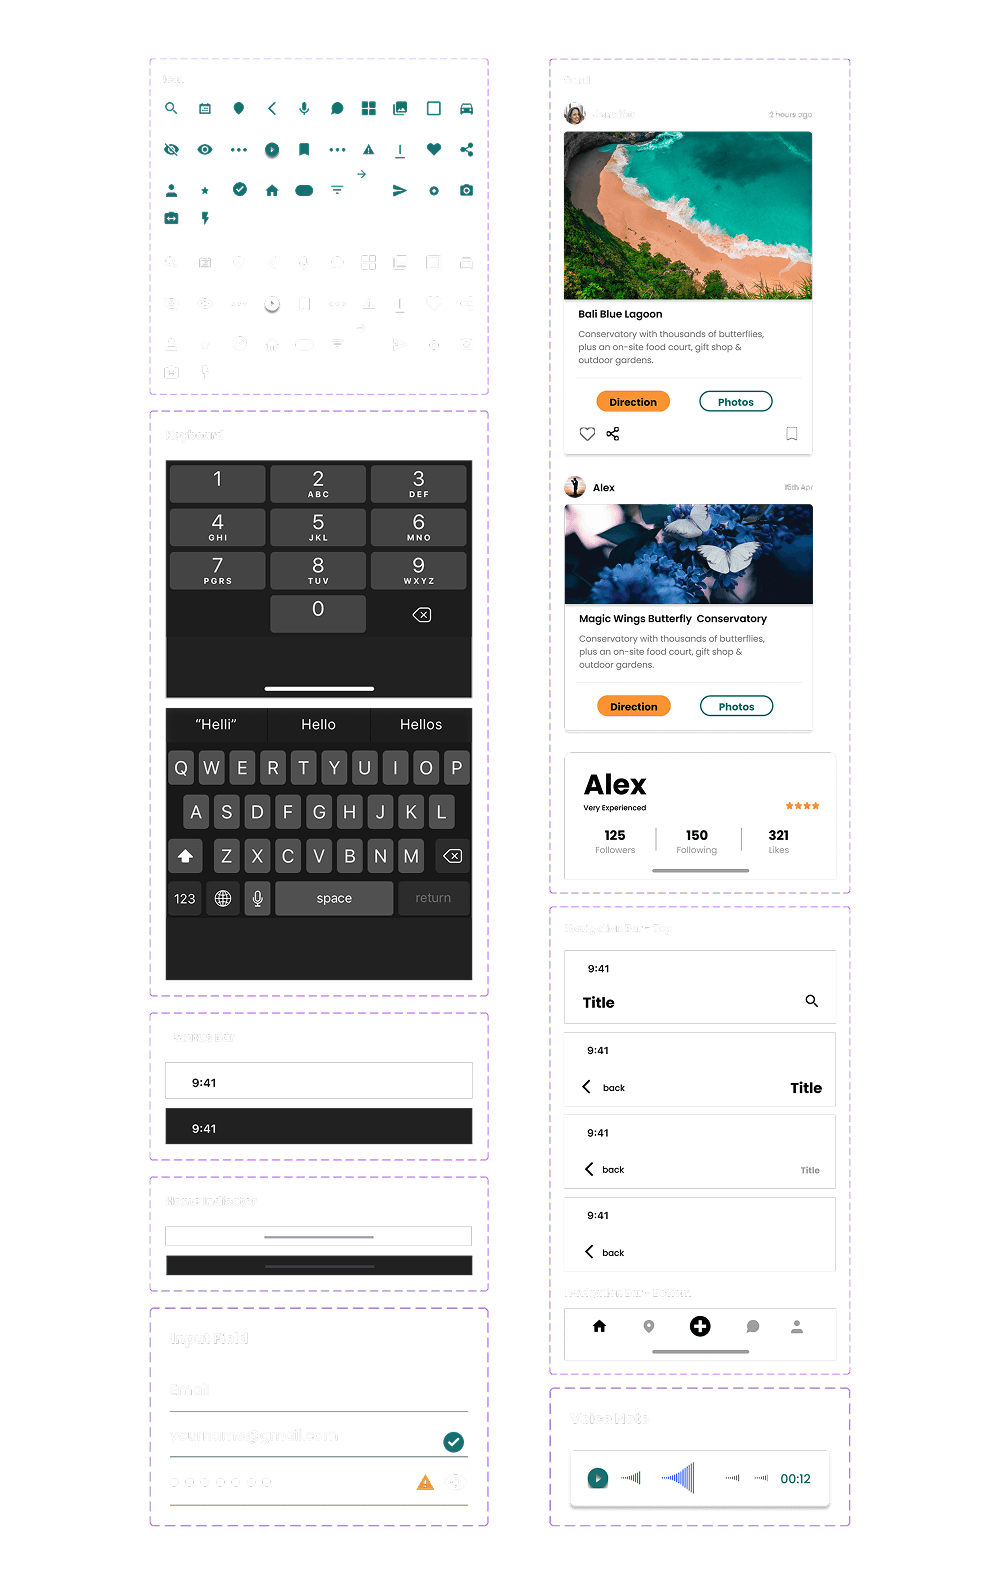 Icon
Keyboard
1
2
ABC
3
DEF
4
GHI
5
JKL
6
MNO
7
PGRS
8
TUV
9
WXYZ
0
“Helli”
Hello
Hellos
Q W E R T Y U I O P
A S D F G H J K L
Z X C V B N M
123
space
return
Status Bar
9:41
9:41
Home Indicator
Input Field
Email
yourname@gmail.com
Card
Jennifer
2 hours ago
Bali Blue Lagoon
Conservatory with thousands of butterflies,
plus an on-site food court, gift shop &
outdoor gardens.
Direction
Photos
Alex
15th Apr
Magic Wings Butterfly Conservatory
Conservatory with thousands of butterflies,
plus an on-site food court, gift shop &
outdoor gardens.
Direction
Photos
Alex
Very Experienced
125
Followers
150
Following
321
Likes
Navigation Bar - Top
9:41
Title
9:41
back
Title
9:41
back
Title
9:41
back
Navigation Bar - Bottom
Voice Note
00:12